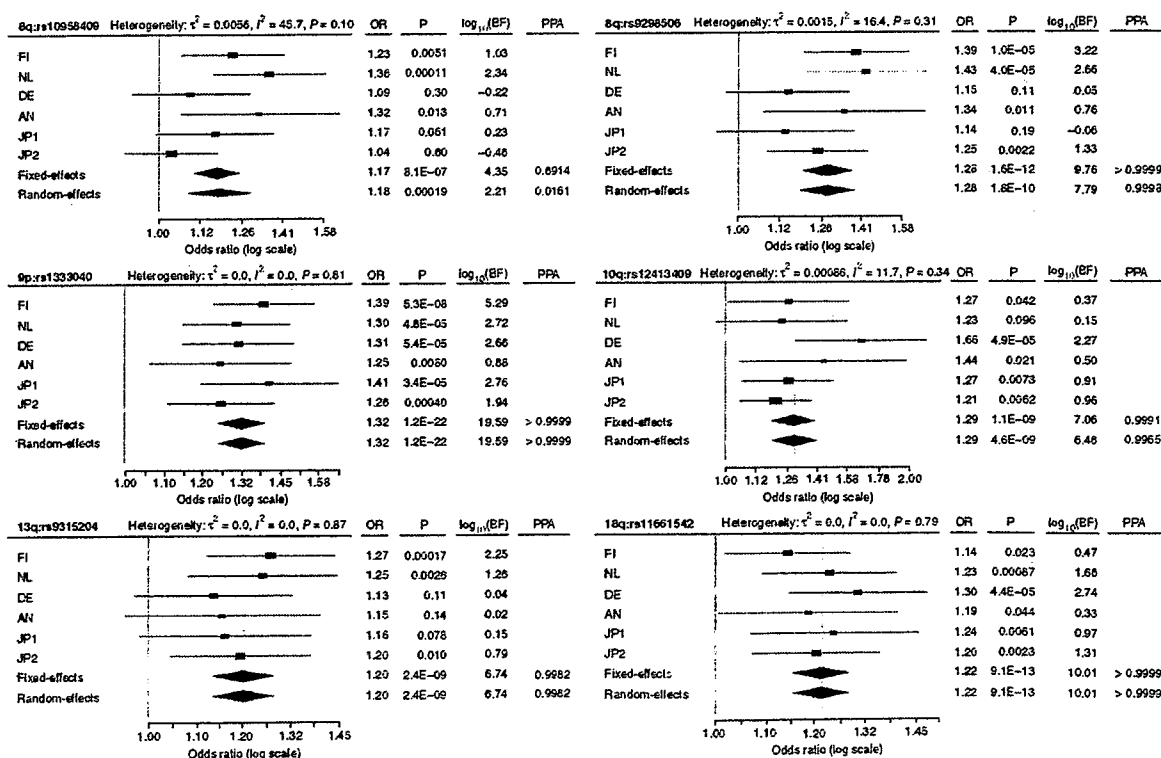 8q:rs10958409 Heterogeneity: τ² = 0.0056, I² = 45.7, P = 0.10 OR P log₁₀(BF) PPA
FI 1.23 0.0051 1.03
NL 1.36 0.00011 2.34
DE 1.09 0.30 −0.22
AN 1.32 0.013 0.71
JP1 1.17 0.051 0.23
JP2 1.04 0.60 −0.46
Fixed-effects 1.17 8.1E-07 4.35 0.6914
Random-effects 1.18 0.00019 2.21 0.0161
1.00 1.10 1.26 1.41 1.58
Odds ratio (log scale)
8q:rs9298506 Heterogeneity: τ² = 0.0015, I² = 16.4, P = 0.31 OR P log₁₀(BF) PPA
FI 1.39 1.0E-05 3.22
NL 1.43 4.0E-05 2.66
DE 1.15 0.11 0.05
AN 1.34 0.011 0.76
JP1 1.14 0.19 −0.06
JP2 1.25 0.0022 1.33
Fixed-effects 1.28 1.6E-12 9.76 > 0.9999
Random-effects 1.28 1.8E-10 7.79 0.9998
1.00 1.12 1.26 1.41 1.58
Odds ratio (log scale)
9p:rs1333040 Heterogeneity: τ² = 0.0, I² = 0.0, P = 0.81 OR P log₁₀(BF) PPA
FI 1.39 5.3E-08 5.29
NL 1.30 4.8E-05 2.72
DE 1.31 5.4E-05 2.66
AN 1.25 0.0080 0.88
JP1 1.41 3.4E-05 2.76
JP2 1.26 0.00040 1.94
Fixed-effects 1.32 1.2E-22 19.59 > 0.9999
Random-effects 1.32 1.2E-22 19.59 > 0.9999
1.00 1.10 1.26 1.41 1.58
Odds ratio (log scale)
10q:rs12413409 Heterogeneity: τ² = 0.00086, I² = 11.7, P = 0.34 OR P log₁₀(BF) PPA
FI 1.27 0.042 0.37
NL 1.23 0.096 0.15
DE 1.66 4.9E-05 2.27
AN 1.44 0.021 0.50
JP1 1.27 0.0073 0.91
JP2 1.21 0.0062 0.96
Fixed-effects 1.29 1.1E-09 7.06 0.9991
Random-effects 1.29 4.6E-09 6.46 0.9965
1.00 1.12 1.26 1.41 1.58 1.78 2.00
Odds ratio (log scale)
13q:rs9315204 Heterogeneity: τ² = 0.0, I² = 0.0, P = 0.87 OR P log₁₀(BF) PPA
FI 1.27 0.00017 2.25
NL 1.25 0.0026 1.26
DE 1.13 0.11 0.04
AN 1.15 0.14 0.02
JP1 1.16 0.078 0.15
JP2 1.20 0.010 0.79
Fixed-effects 1.20 2.4E-09 6.74 0.9982
Random-effects 1.20 2.4E-09 6.74 0.9982
1.00 1.10 1.20 1.32 1.45
Odds ratio (log scale)
18q:rs11661542 Heterogeneity: τ² = 0.0, I² = 0.0, P = 0.79 OR P log₁₀(BF) PPA
FI 1.14 0.023 0.47
NL 1.23 0.00087 1.66
DE 1.30 4.4E-05 2.74
AN 1.19 0.044 0.33
JP1 1.24 0.0061 0.97
JP2 1.20 0.0023 1.31
Fixed-effects 1.22 9.1E-13 10.01 > 0.9999
Random-effects 1.22 9.1E-13 10.01 > 0.9999
1.00 1.10 1.20 1.32 1.45
Odds ratio (log scale)